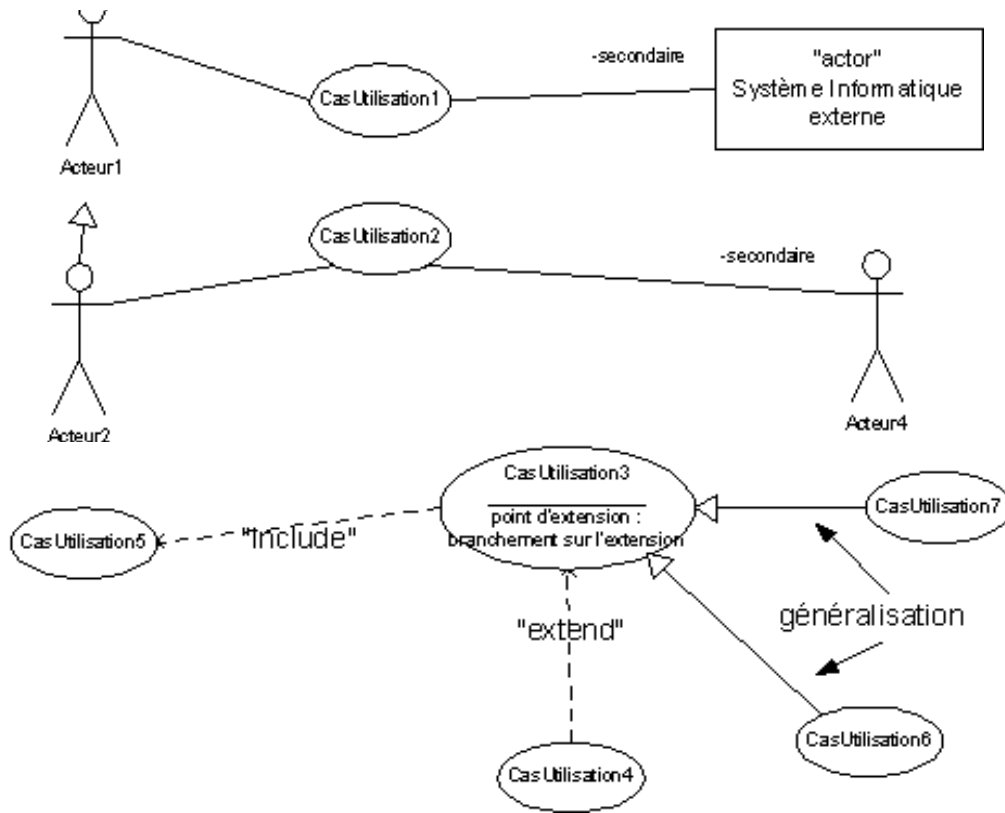 -secondaire
"actor"
Système Informatique
externe
CasUtilisation1
Acteur1
CasUtilisation2
-secondaire
Acteur2
Acteur4
CasUtilisation3
point d'extension :
branchement sur l'extension
CasUtilisation7
CasUtilisation5
"include"
généralisation
"extend"
CasUtilisation6
CasUtilisation4